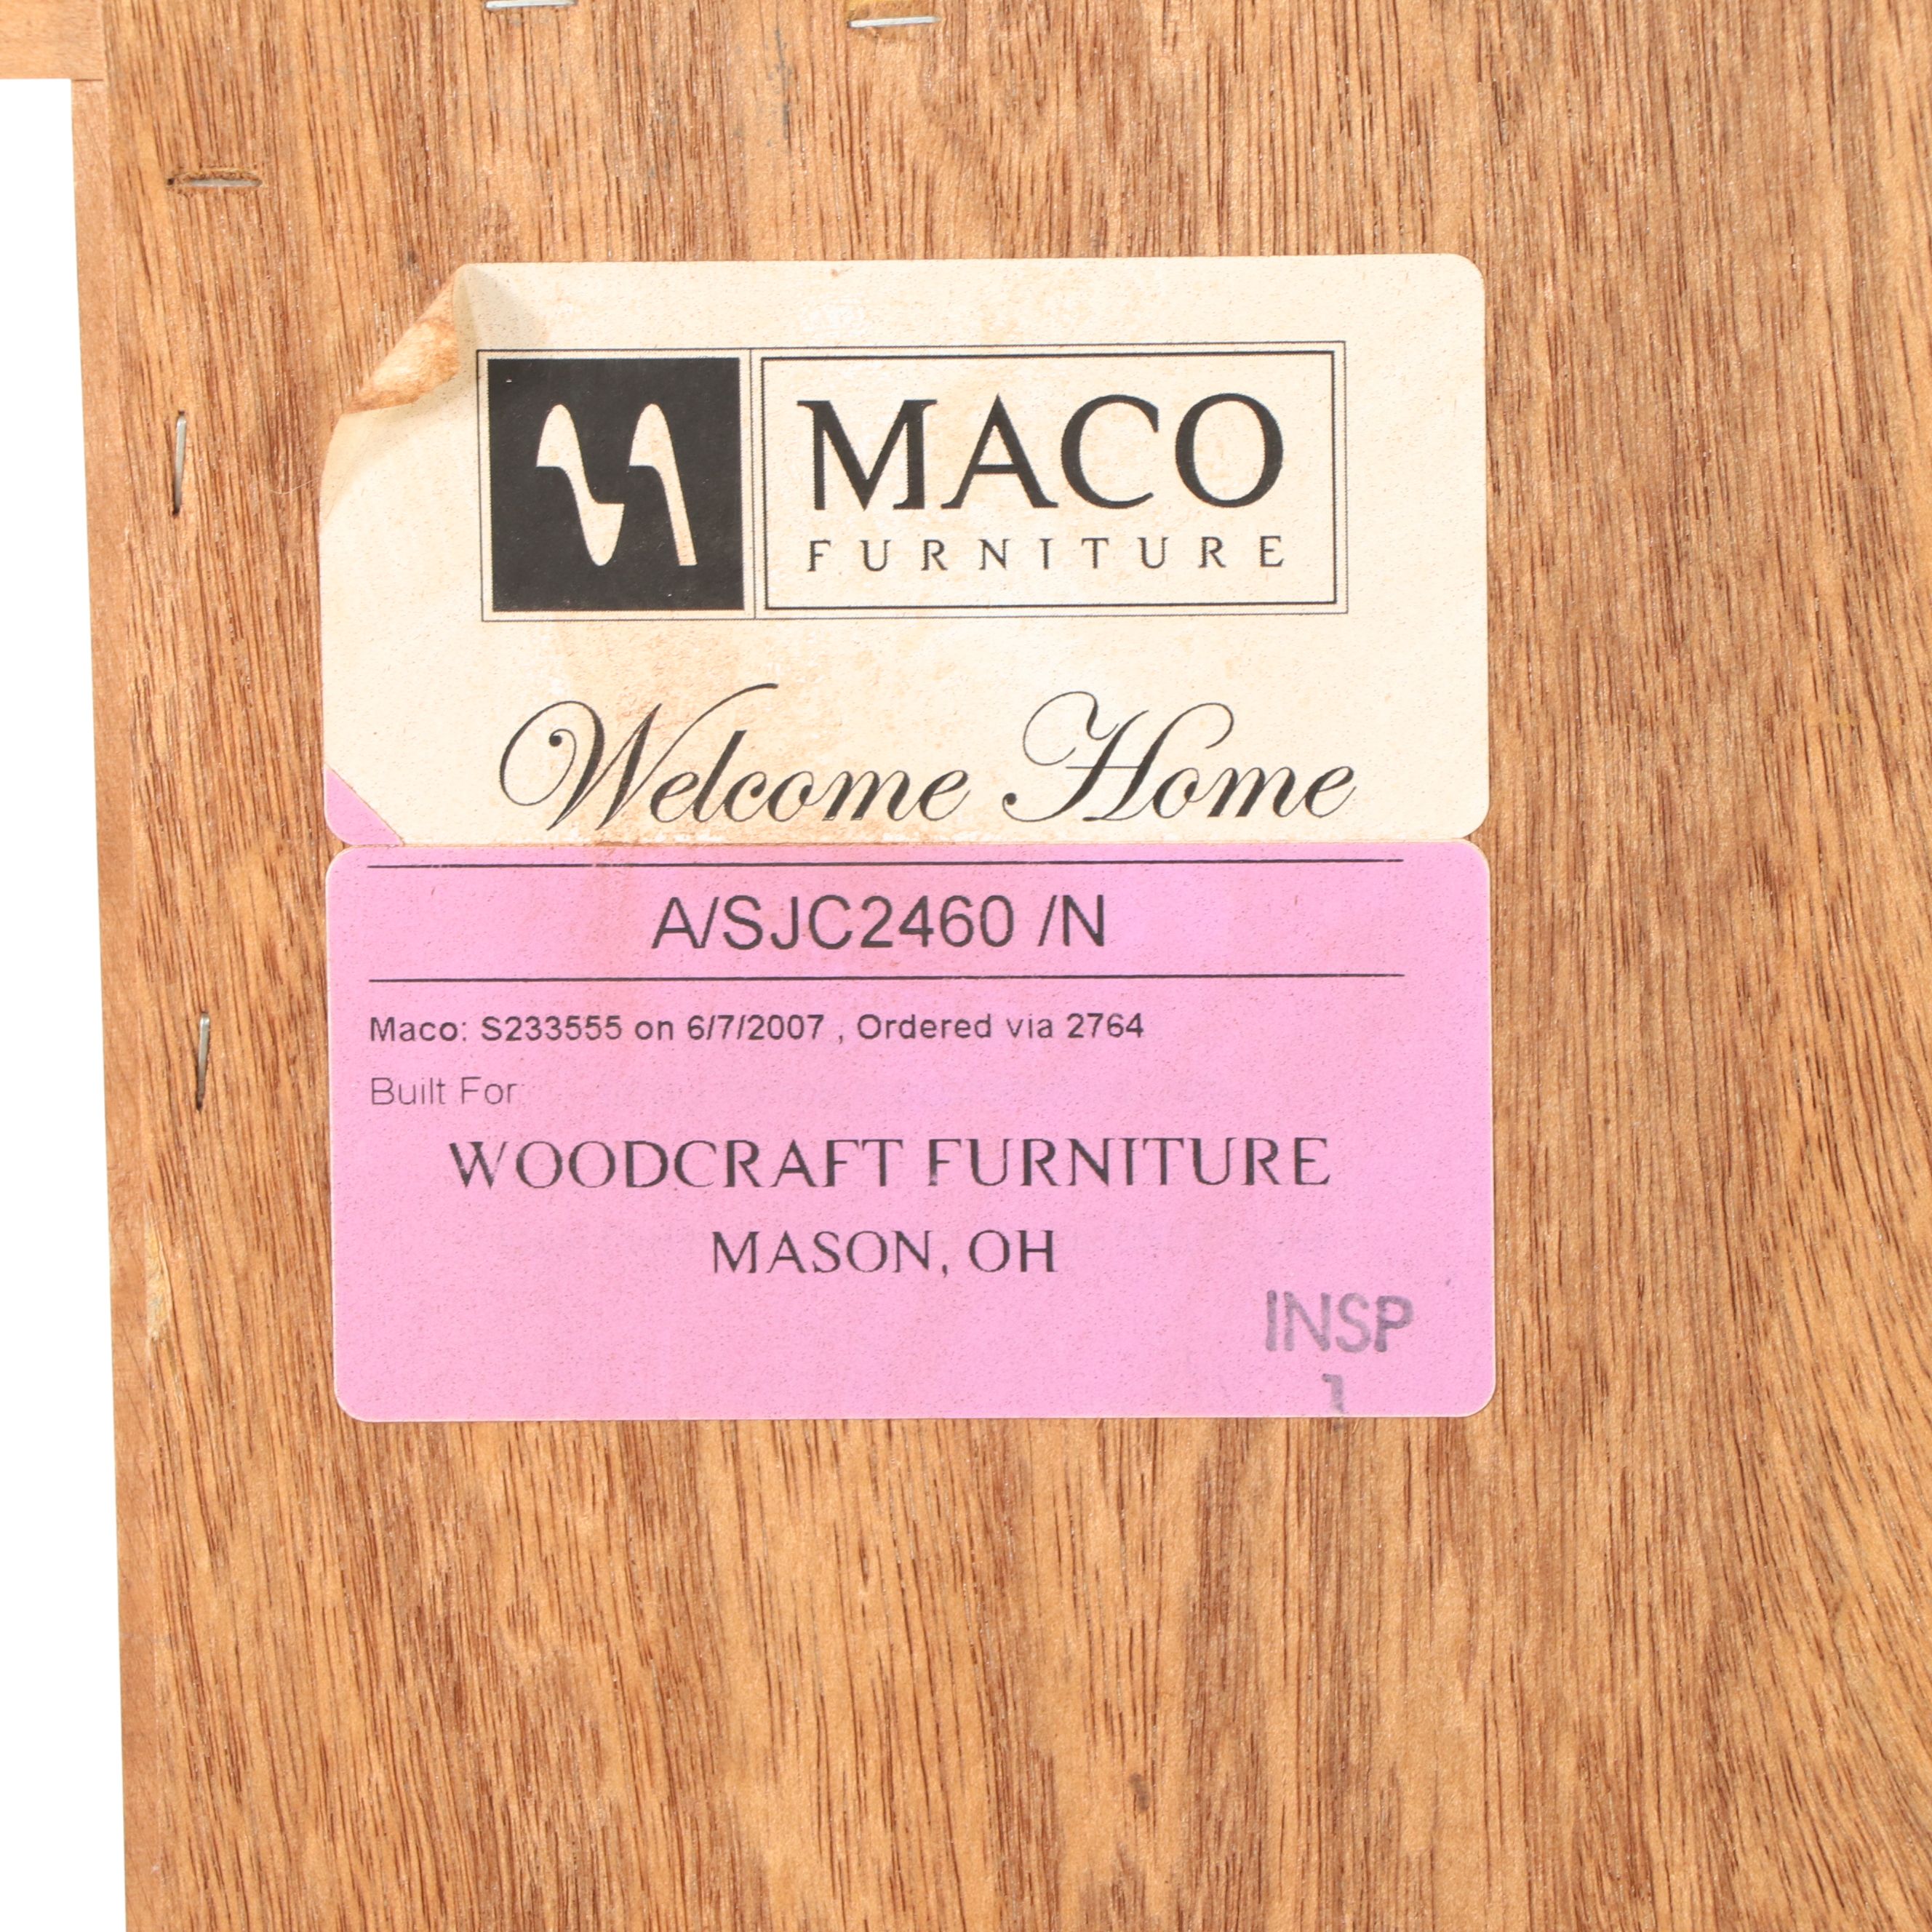 MACO
FURNITURE
Welcome Home
A/SJC2460 /N
Maco: S233555 on 6/7/2007 , Ordered via 2764
Built For:
WOODCRAFT FURNITURE
MASON, OH
INSP
1